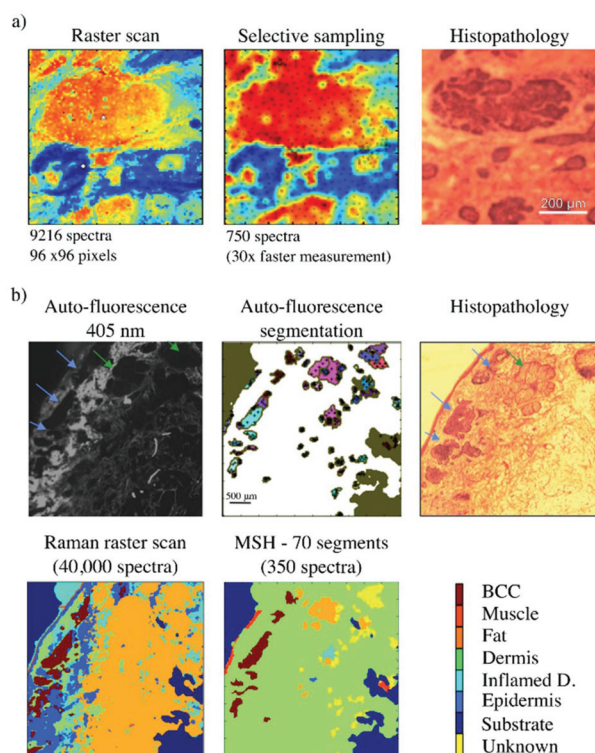 a)
Raster scan
Selective sampling
Histopathology
9216 spectra
96 x96 pixels
750 spectra
(30x faster measurement)
200 μm
b)
Auto-fluorescence
405 nm
Auto-fluorescence
segmentation
Histopathology
500 μm
Raman raster scan
(40,000 spectra)
MSH - 70 segments
(350 spectra)
BCC
Muscle
Fat
Dermis
Inflamed D.
Epidermis
Substrate
Unknown